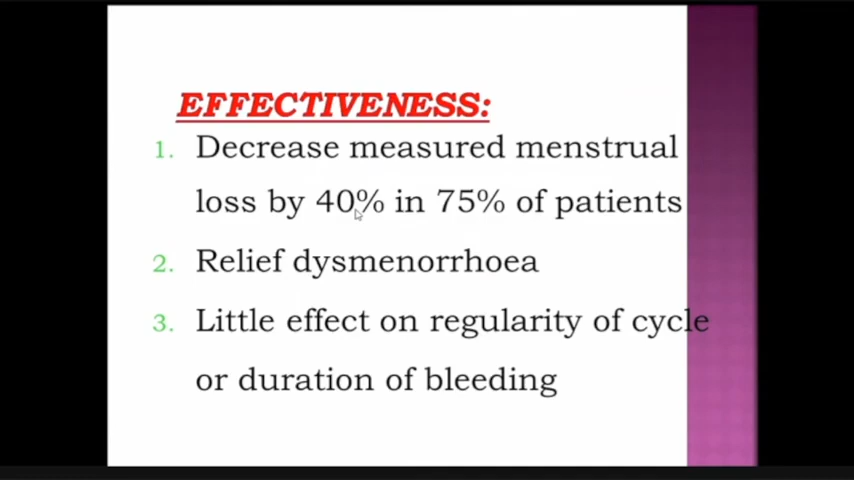 EFFECTIVENESS:
1. Decrease measured menstrual
loss by 40% in 75% of patients
2. Relief dysmenorrhoea
3. Little effect on regularity of cycle
or duration of bleeding